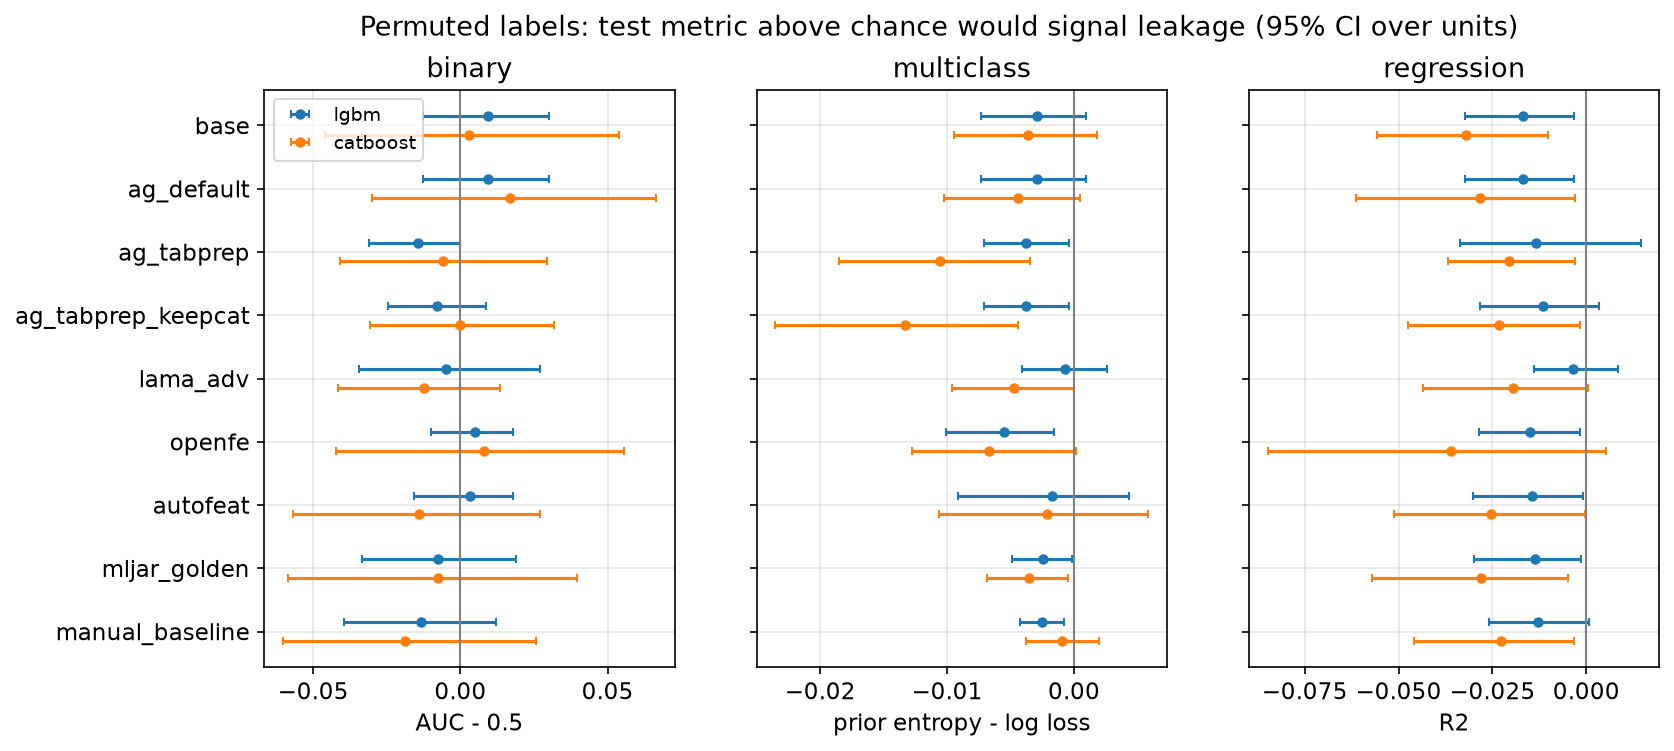 Permuted labels: test metric above chance would signal leakage (95% CI over units)
binary
multiclass
regression
lgbm
catboost
base
ag_default
ag_tabprep
ag_tabprep_keepcat
lama_adv
openfe
autofeat
mljar_golden
manual_baseline
−0.05 0.00 0.05
−0.02 −0.01 0.00
−0.075 −0.050 −0.025 0.000
AUC - 0.5
prior entropy - log loss
R2